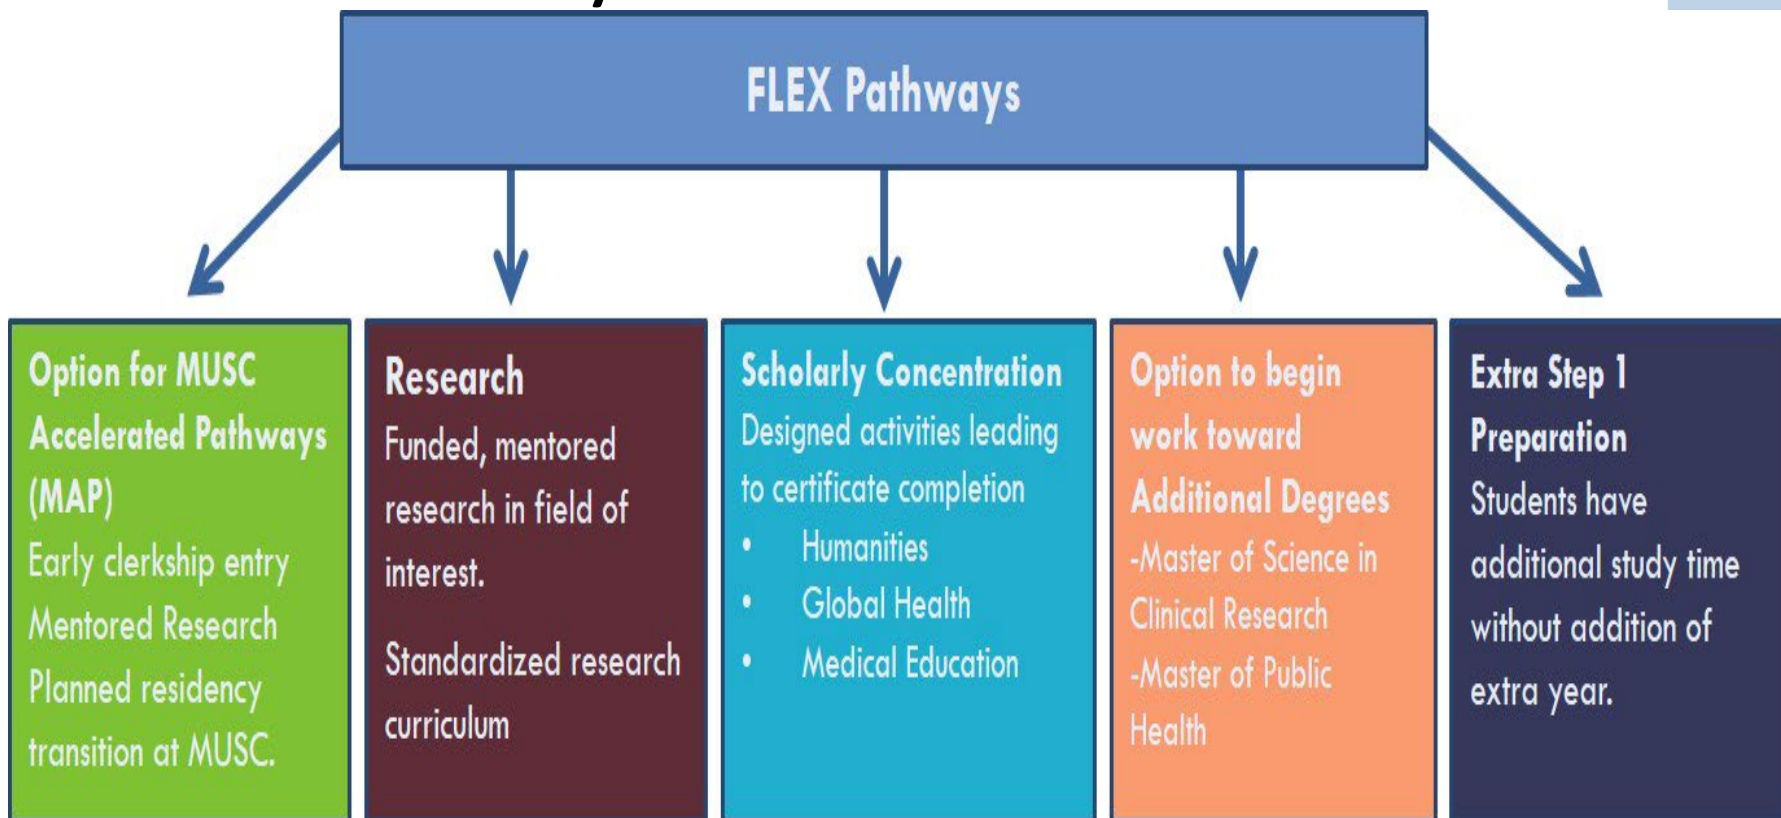 FLEX Pathways
Option for MUSC
Accelerated Pathways
(MAP)
Early clerkship entry
Mentored Research
Planned residency
transition at MUSC.
Research
Funded, mentored
research in field of
interest.
Standardized research
curriculum
Scholarly Concentration
Designed activities leading
to certificate completion
• Humanities
• Global Health
• Medical Education
Option to begin
work toward
Additional Degrees
-Master of Science in
Clinical Research
-Master of Public
Health
Extra Step 1
Preparation
Students have
additional study time
without addition of
extra year.